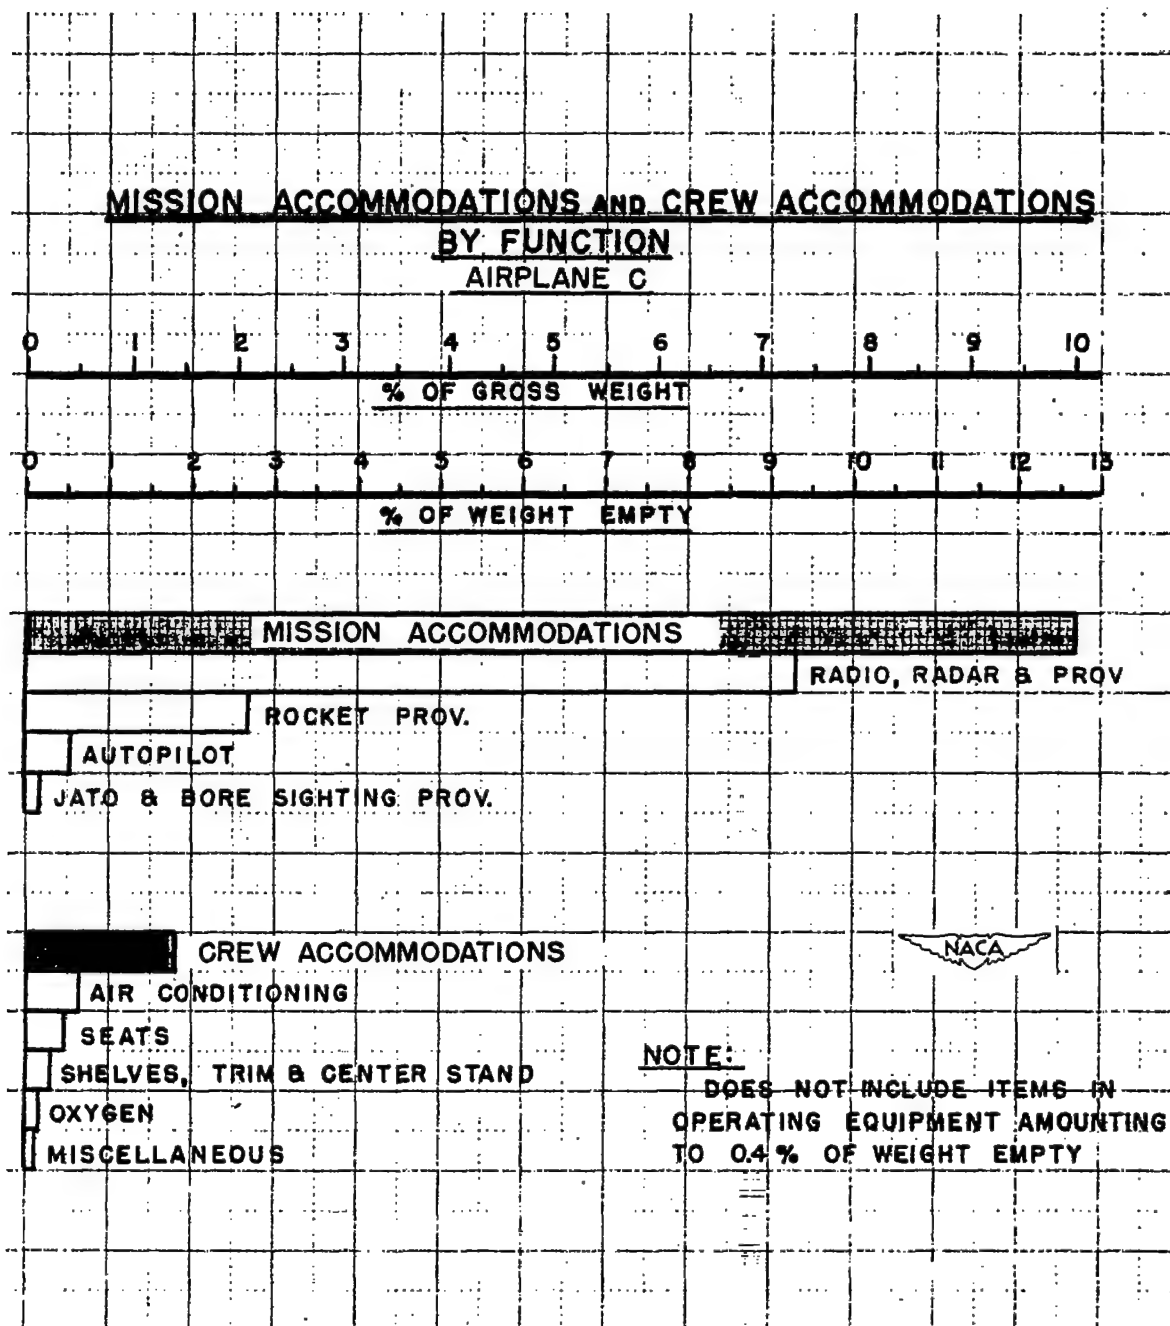 MISSION ACCOMMODATIONS AND CREW ACCOMMODATIONS
BY FUNCTION
AIRPLANE C
0 1 2 3 4 5 6 7 8 9 10
% OF GROSS WEIGHT
0 1 2 3 4 5 6 7 8 9 10 11 12 13
% OF WEIGHT EMPTY
MISSION ACCOMMODATIONS
RADIO, RADAR & PROV
ROCKET PROV.
AUTOPILOT
JATO & BORE SIGHTING PROV.
CREW ACCOMMODATIONS
NACA
AIR CONDITIONING
SEATS
SHELVES, TRIM & CENTER STAND
OXYGEN
MISCELLANEOUS
NOTE:
DOES NOT INCLUDE ITEMS IN
OPERATING EQUIPMENT AMOUNTING
TO 0.4% OF WEIGHT EMPTY